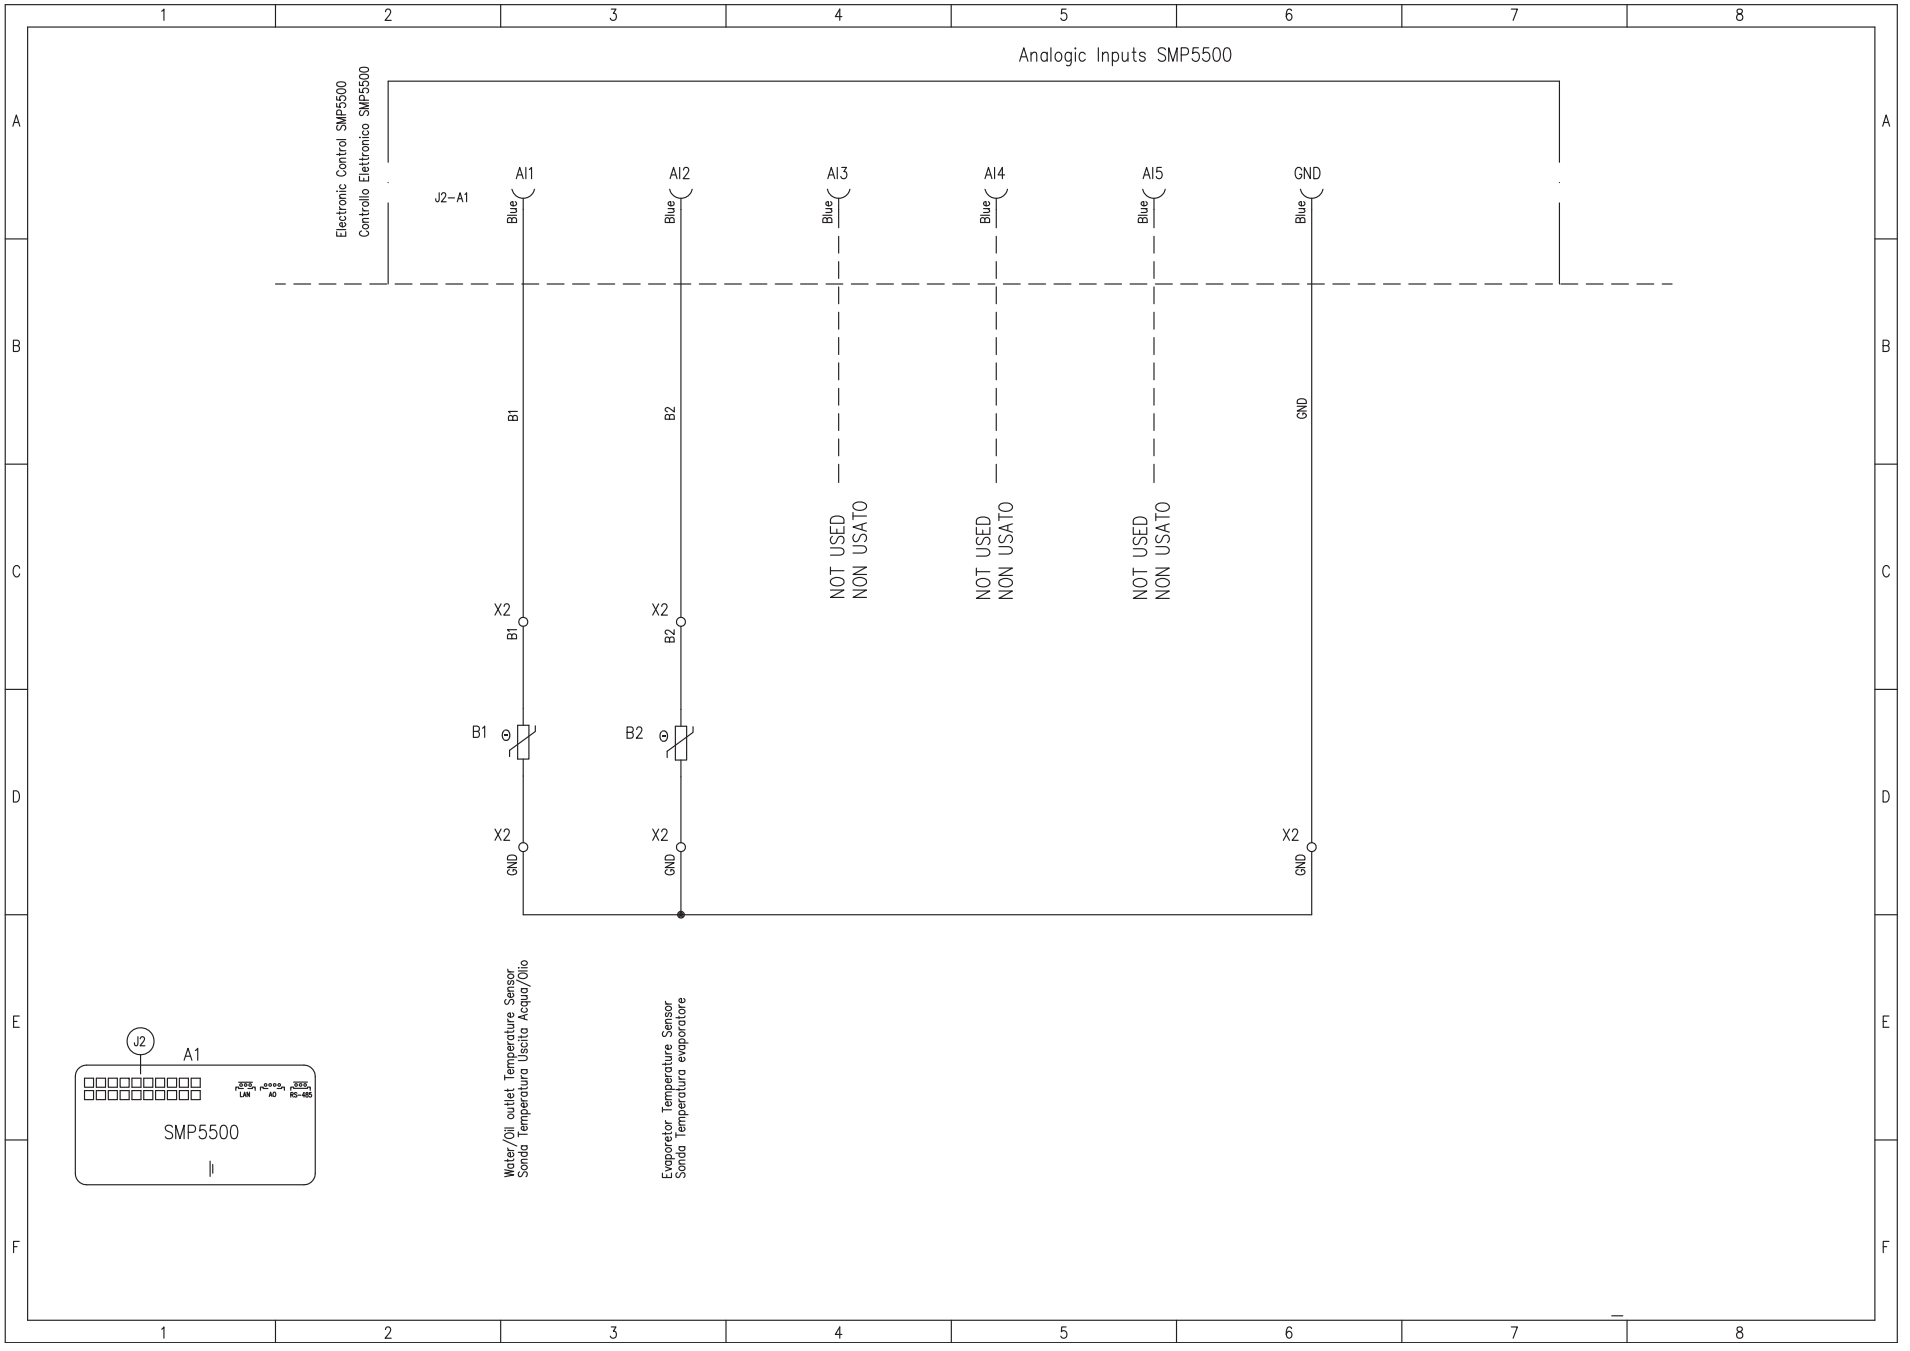 1 2 3 4 5 6 7 8
Analogic Inputs SMP5500
A
A
Electronic Control SMP5500
Controllo Elettronico SMP5500
J2-A1
AI1 AI2 AI3 AI4 AI5 GND
Blue Blue Blue Blue Blue Blue
B
B
B1 B2 GND
C
C
NOT USED
NON USATO
NOT USED
NON USATO
NOT USED
NON USATO
X2 X2
B1 B2
B1 B2
D
D
X2 X2 X2
GND GND GND
E
E
Water/Oil outlet Temperature Sensor
Sonda Temperatura Uscita Acqua/Olio
Evaporetor Temperature Sensor
Sonda Temperatura evaporatore
J2
A1
LAN AO RS-485
SMP5500
F
F
1 2 3 4 5 6 7 8